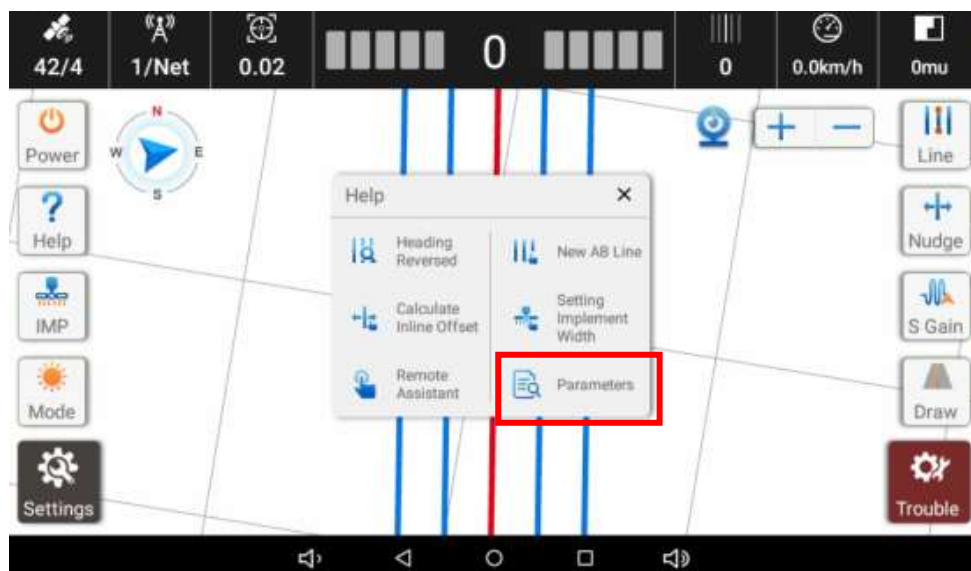 42/4
1/Net
0.02
0
0
0.0km/h
0mu
Power
N
W
E
S
Line
Help
Help
Nudge
Heading
Reversed
New AB Line
IMP
Calculate
Inline Offset
Setting
Implement
Width
S Gain
Mode
Remote
Assistant
Parameters
Draw
Settings
Trouble